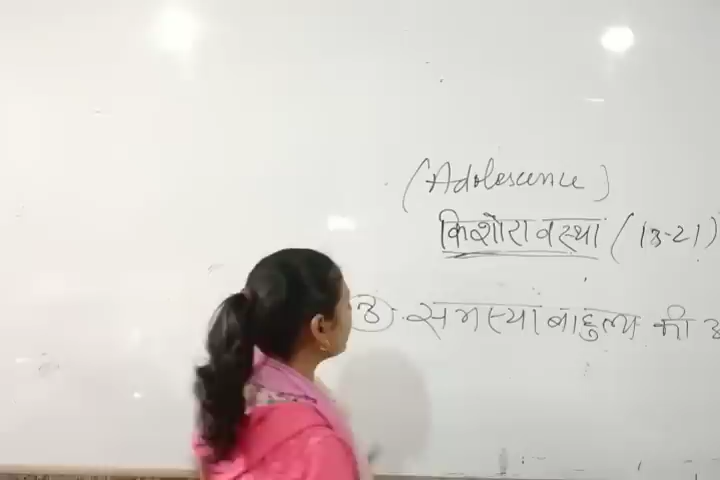 (Adolescence)
किशोरावस्था (13-21)
③. समस्या बाहुल्य की